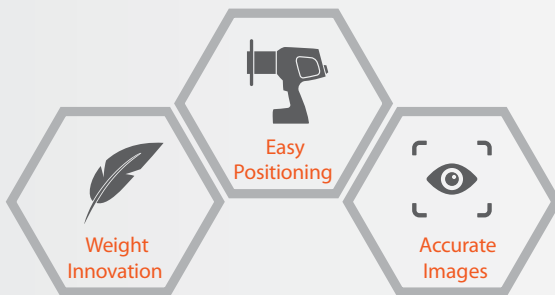 Easy
Positioning
Weight
Innovation
Accurate
Images